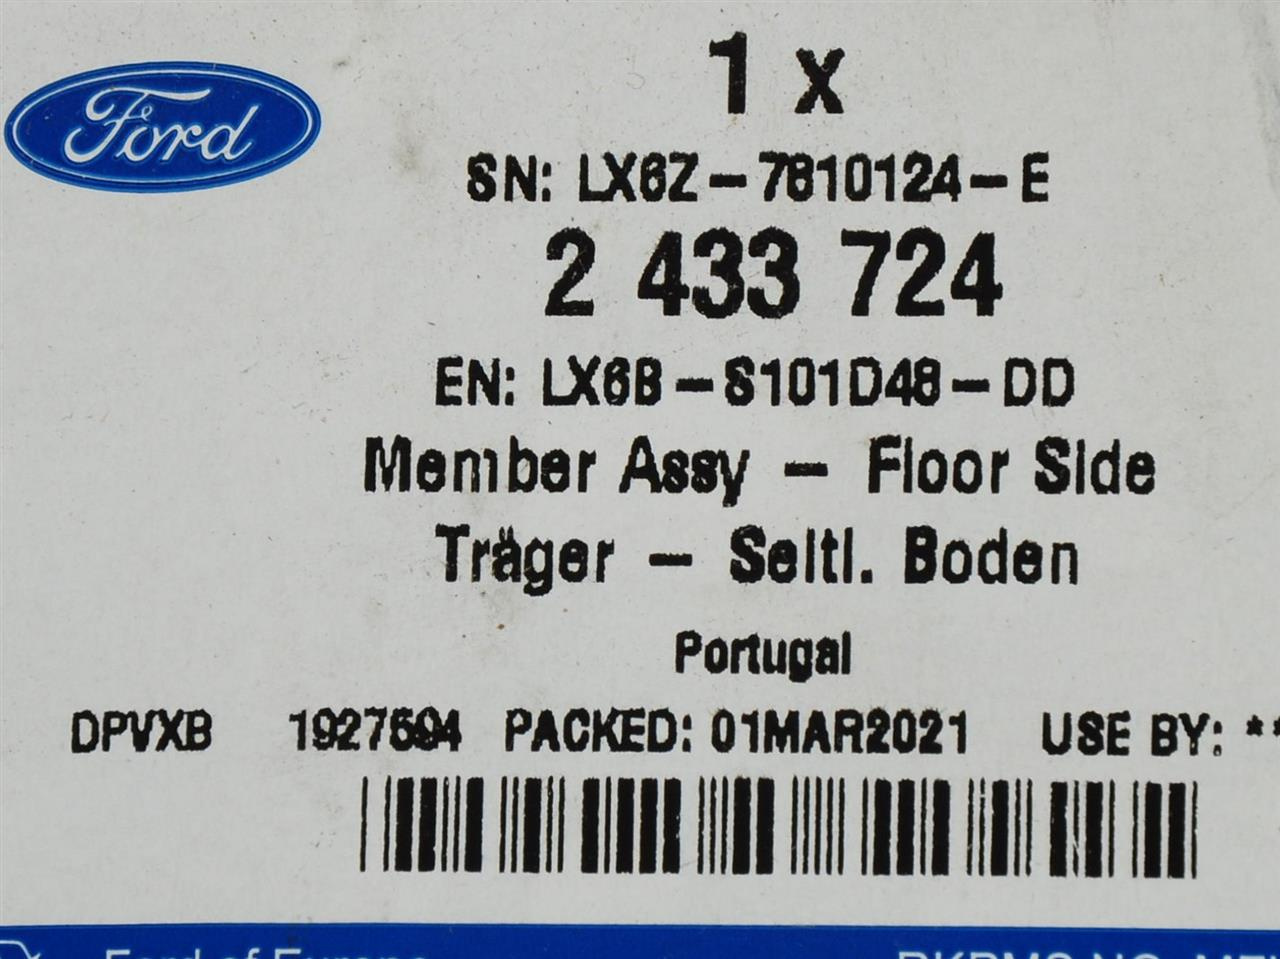 Ford
1 x
SN: LX6Z-7810124-E
2 433 724
EN: LX6B-S101D48-DD
Member Assy - Floor Side
Träger - Seitl. Boden
Portugal
DPVXB 1927594 PACKED: 01MAR2021 USE BY: **
Ford of Europe